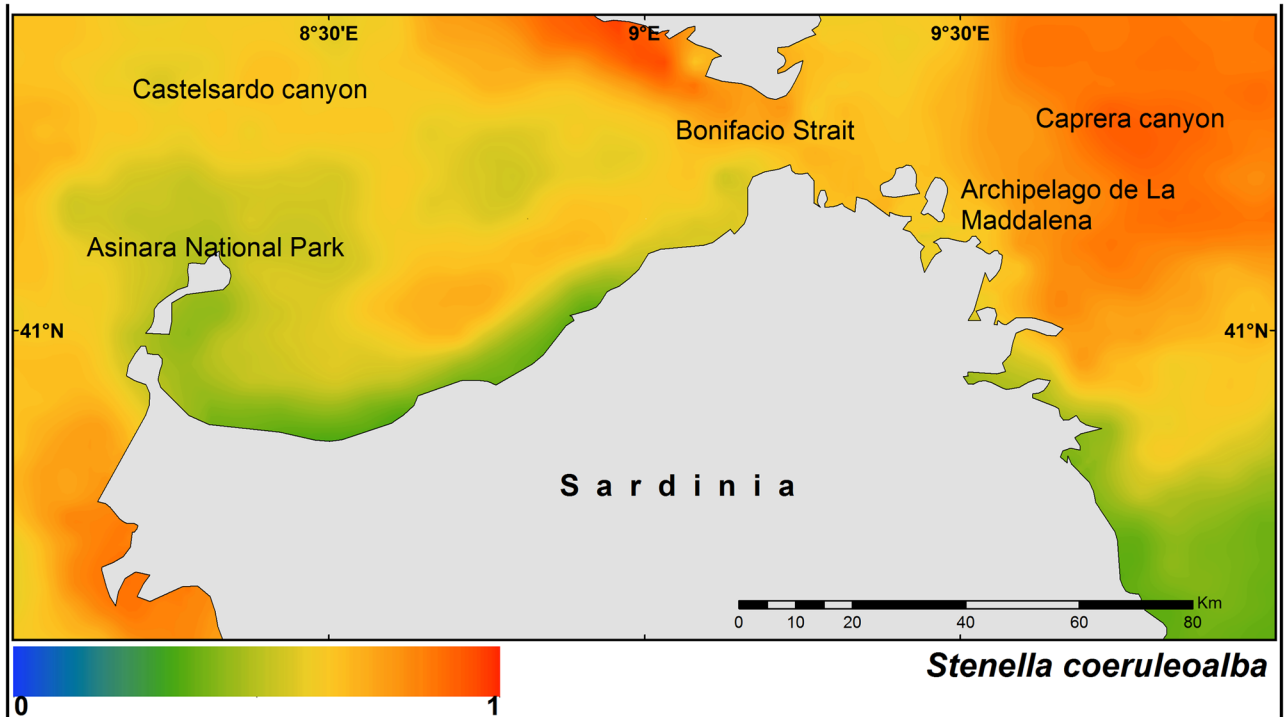 8°30'E
9°E
9°30'E
Castelsardo canyon
Caprera canyon
Bonifacio Strait
Archipelago de La
Maddalena
Asinara National Park
41°N
41°N
Sardinia
Km
0 10 20 40 60 80
Stenella coeruleoalba
0 1